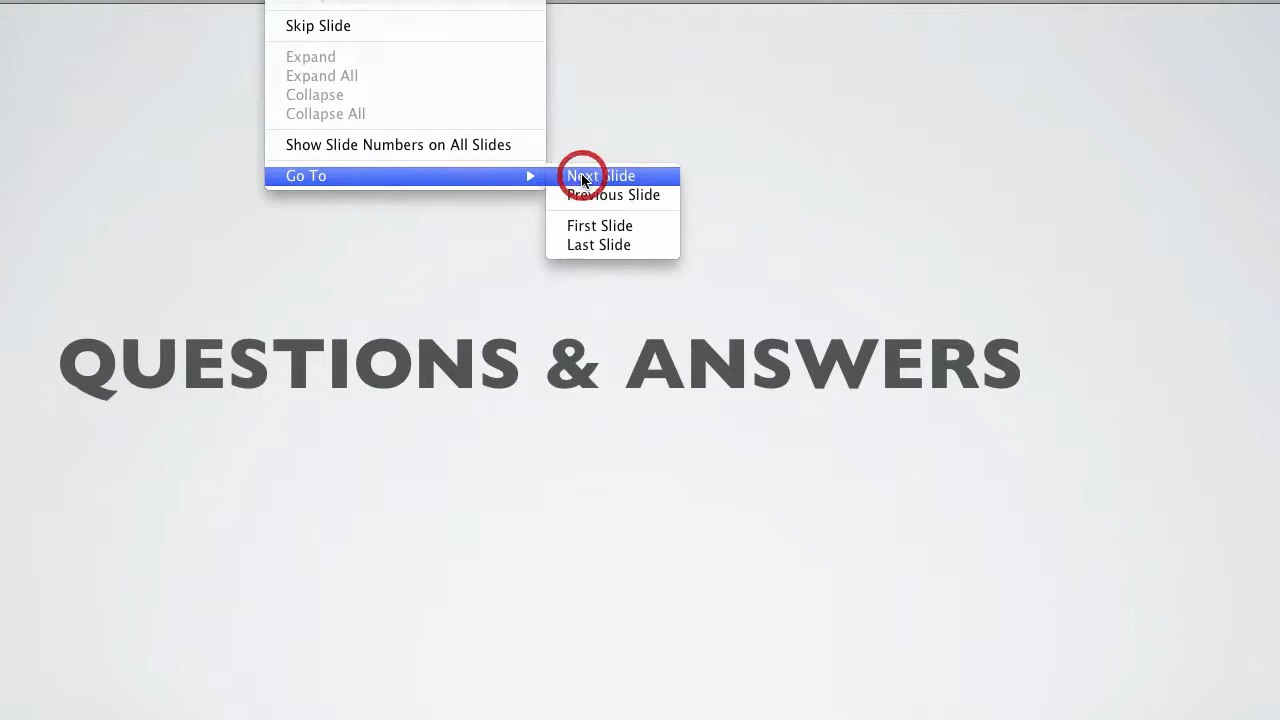 Skip Slide
Expand
Expand All
Collapse
Collapse All
Show Slide Numbers on All Slides
Go To
Next Slide
Previous Slide
First Slide
Last Slide
QUESTIONS & ANSWERS